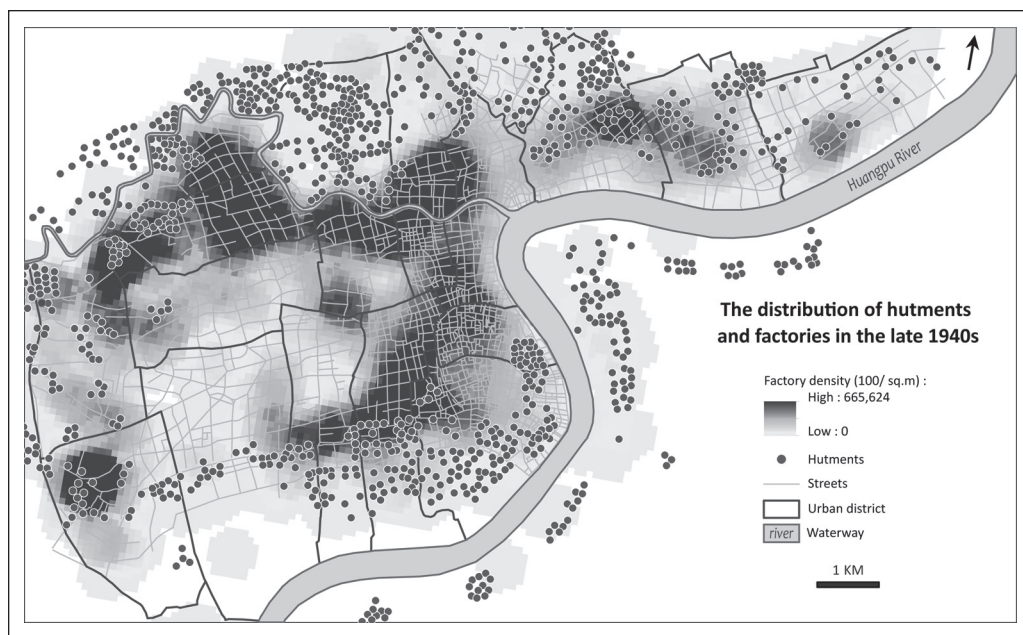 Huangpu River
The distribution of hutments
and factories in the late 1940s
Factory density (100/ sq.m) :
High : 665,624
Low : 0
Hutments
Streets
Urban district
river Waterway
1 KM